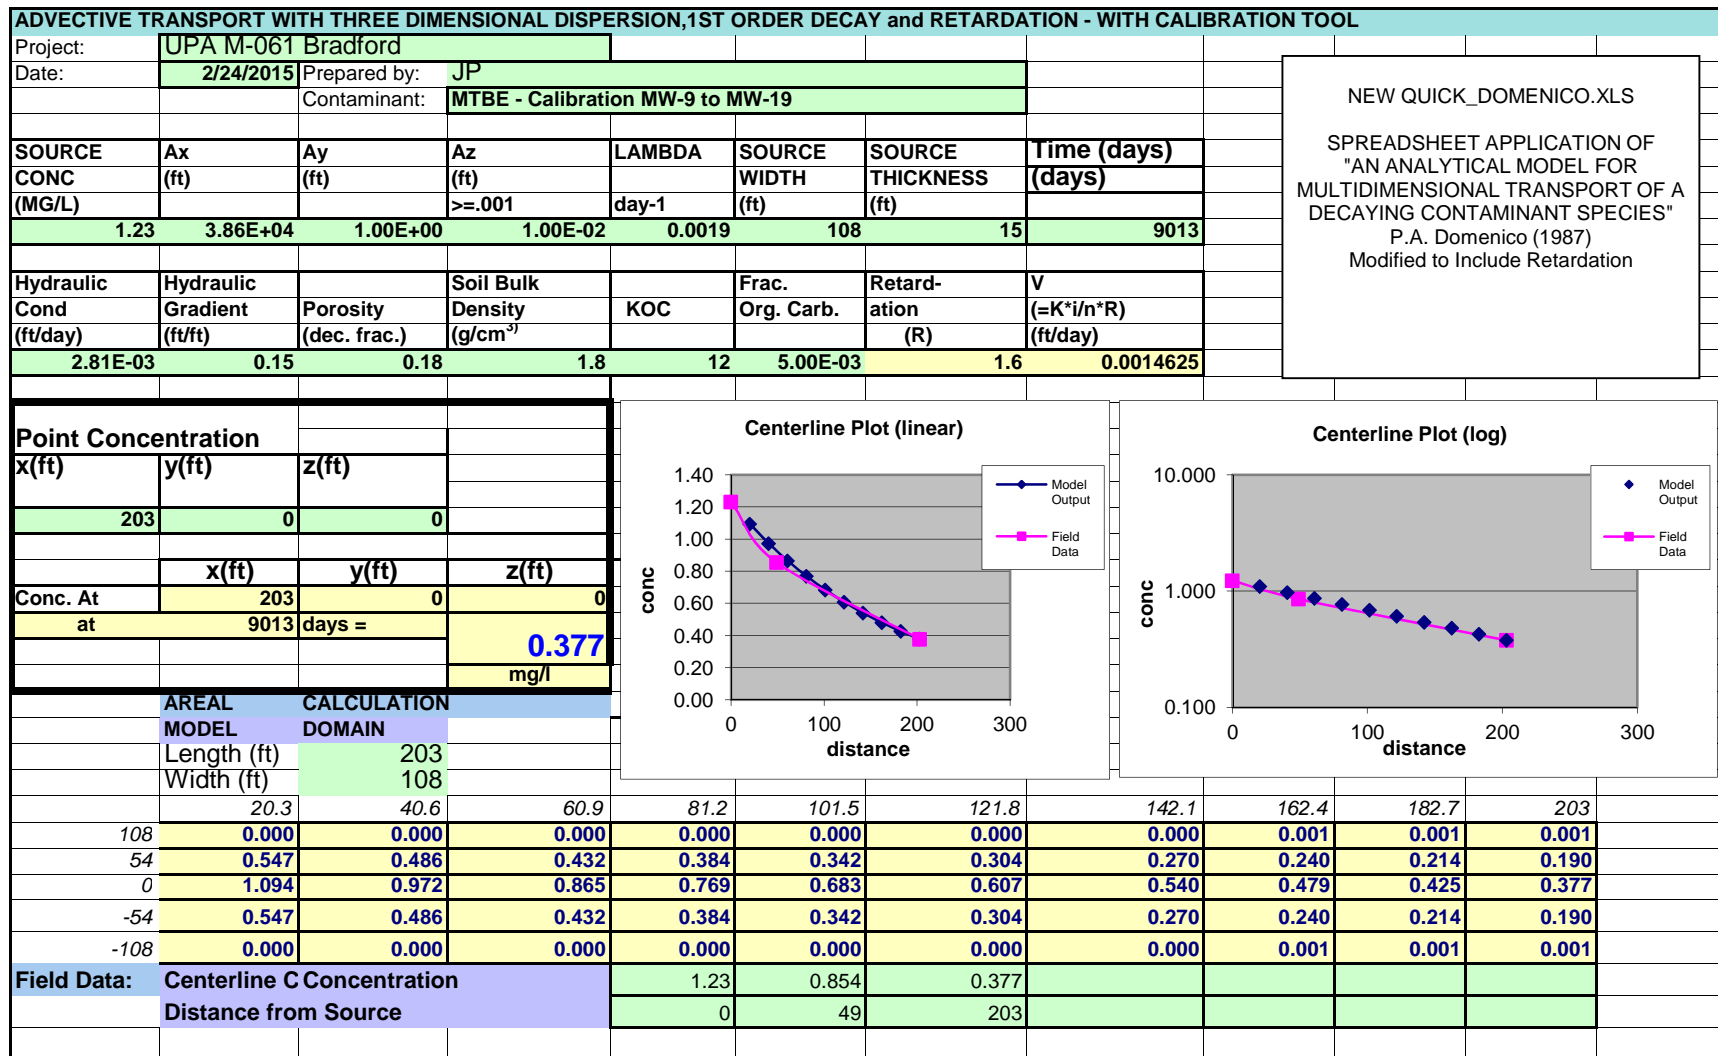 ADVECTIVE TRANSPORT WITH THREE DIMENSIONAL DISPERSION,1ST ORDER DECAY and RETARDATION - WITH CALIBRATION TOOL
Project: UPA M-061 Bradford
Date: 2/24/2015 Prepared by: JP
Contaminant: MTBE - Calibration MW-9 to MW-19
NEW QUICK_DOMENICO.XLS
SPREADSHEET APPLICATION OF
"AN ANALYTICAL MODEL FOR
MULTIDIMENSIONAL TRANSPORT OF A
DECAYING CONTAMINANT SPECIES"
P.A. Domenico (1987)
Modified to Include Retardation
SOURCE Ax Ay Az LAMBDA SOURCE SOURCE Time (days)
CONC (ft) (ft) (ft) WIDTH THICKNESS (days)
(MG/L) >=.001 day-1 (ft) (ft)
1.23 3.86E+04 1.00E+00 1.00E-02 0.0019 108 15 9013
Hydraulic Hydraulic Soil Bulk Frac. Retard- V
Cond Gradient Porosity Density KOC Org. Carb. ation (=K*i/n*R)
(ft/day) (ft/ft) (dec. frac.) (g/cm3) (R) (ft/day)
2.81E-03 0.15 0.18 1.8 12 5.00E-03 1.6 0.0014625
Point Concentration
x(ft) y(ft) z(ft)
203 0 0
x(ft) y(ft) z(ft)
Conc. At 203 0 0
at 9013 days =
0.377
mg/l
Centerline Plot (linear)
1.40
1.20
1.00
0.80
0.60
0.40
0.20
0.00
conc
0 100 200 300
distance
Model
Output
Field
Data
Centerline Plot (log)
10.000
1.000
0.100
conc
0 100 200 300
distance
Model
Output
Field
Data
AREAL CALCULATION
MODEL DOMAIN
Length (ft) 203
Width (ft) 108
20.3 40.6 60.9 81.2 101.5 121.8 142.1 162.4 182.7 203
108 0.000 0.000 0.000 0.000 0.000 0.000 0.000 0.001 0.001 0.001
54 0.547 0.486 0.432 0.384 0.342 0.304 0.270 0.240 0.214 0.190
0 1.094 0.972 0.865 0.769 0.683 0.607 0.540 0.479 0.425 0.377
-54 0.547 0.486 0.432 0.384 0.342 0.304 0.270 0.240 0.214 0.190
-108 0.000 0.000 0.000 0.000 0.000 0.000 0.000 0.001 0.001 0.001
Field Data: Centerline C Concentration 1.23 0.854 0.377
Distance from Source 0 49 203